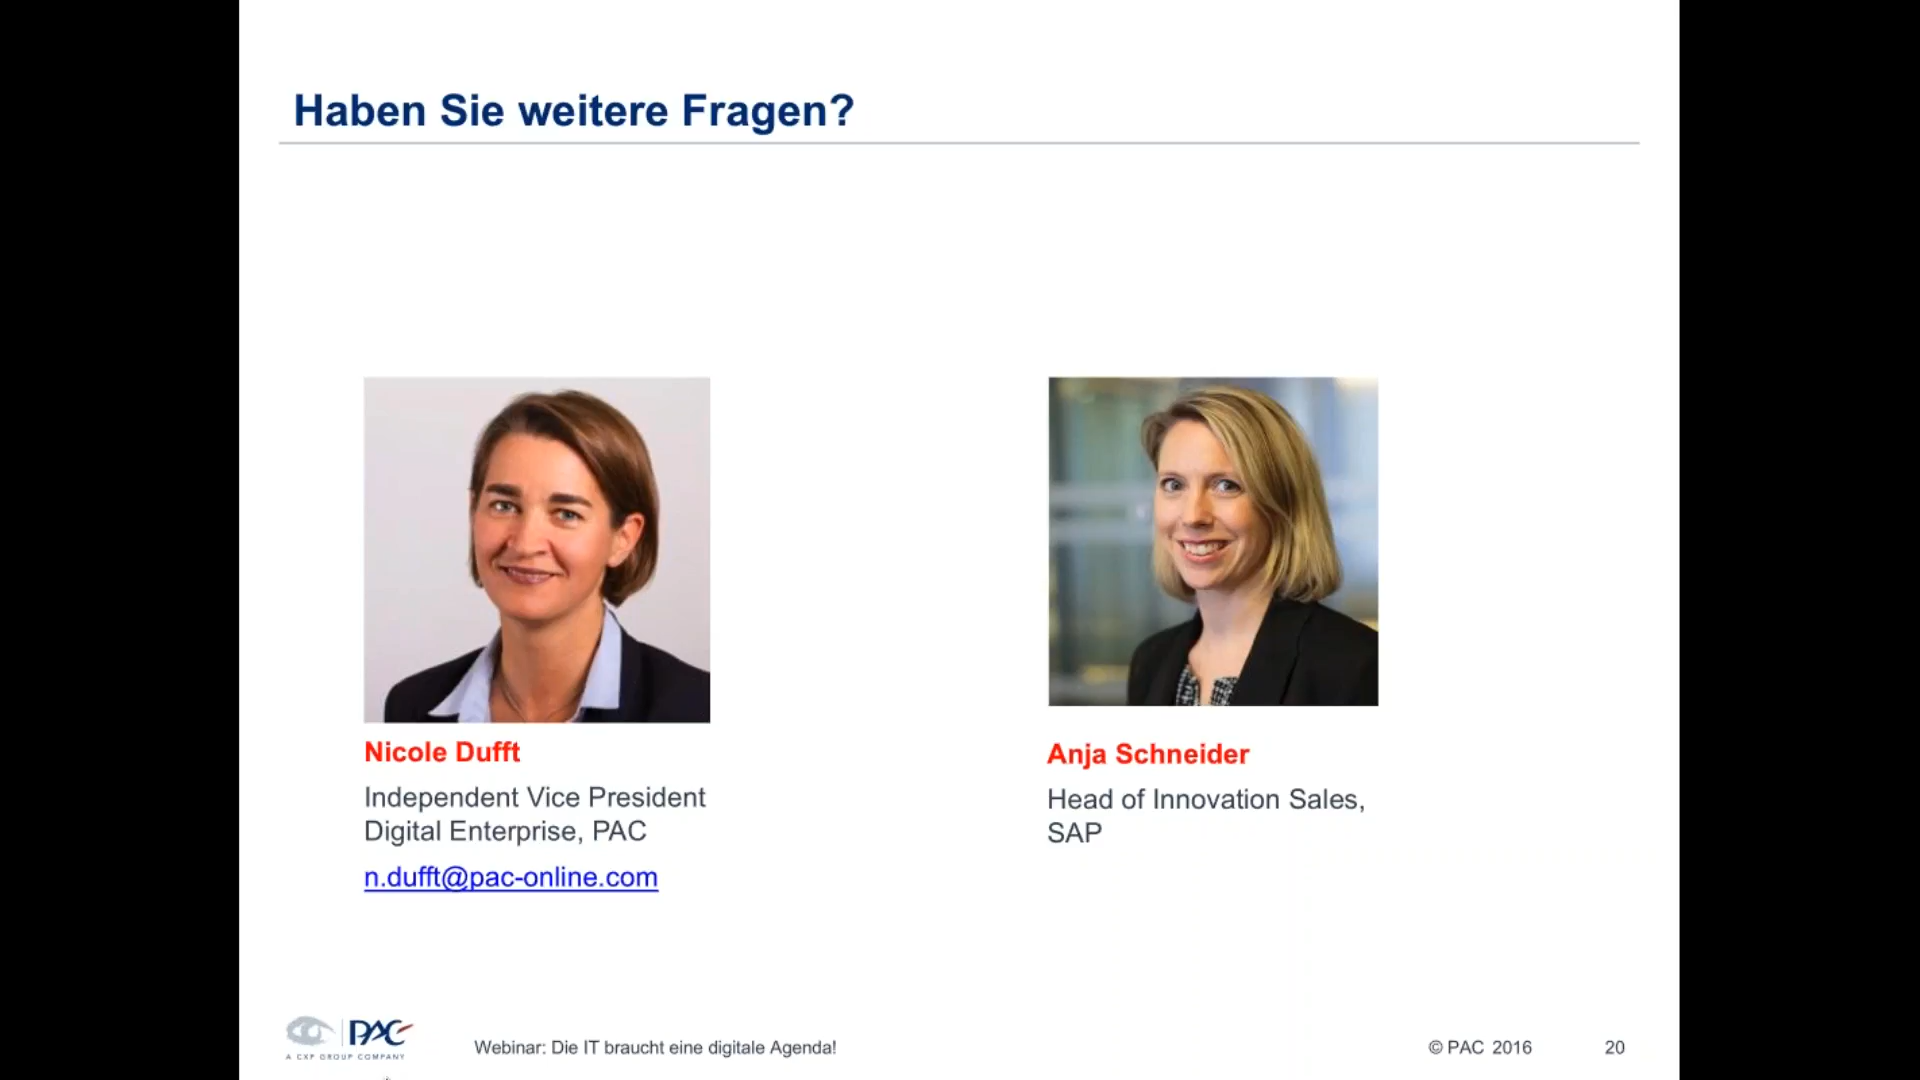 Haben Sie weitere Fragen?
Nicole Dufft
Independent Vice President
Digital Enterprise, PAC
n.dufft@pac-online.com
Anja Schneider
Head of Innovation Sales,
SAP
PAC
A CXP GROUP COMPANY
Webinar: Die IT braucht eine digitale Agenda!
© PAC 2016
20